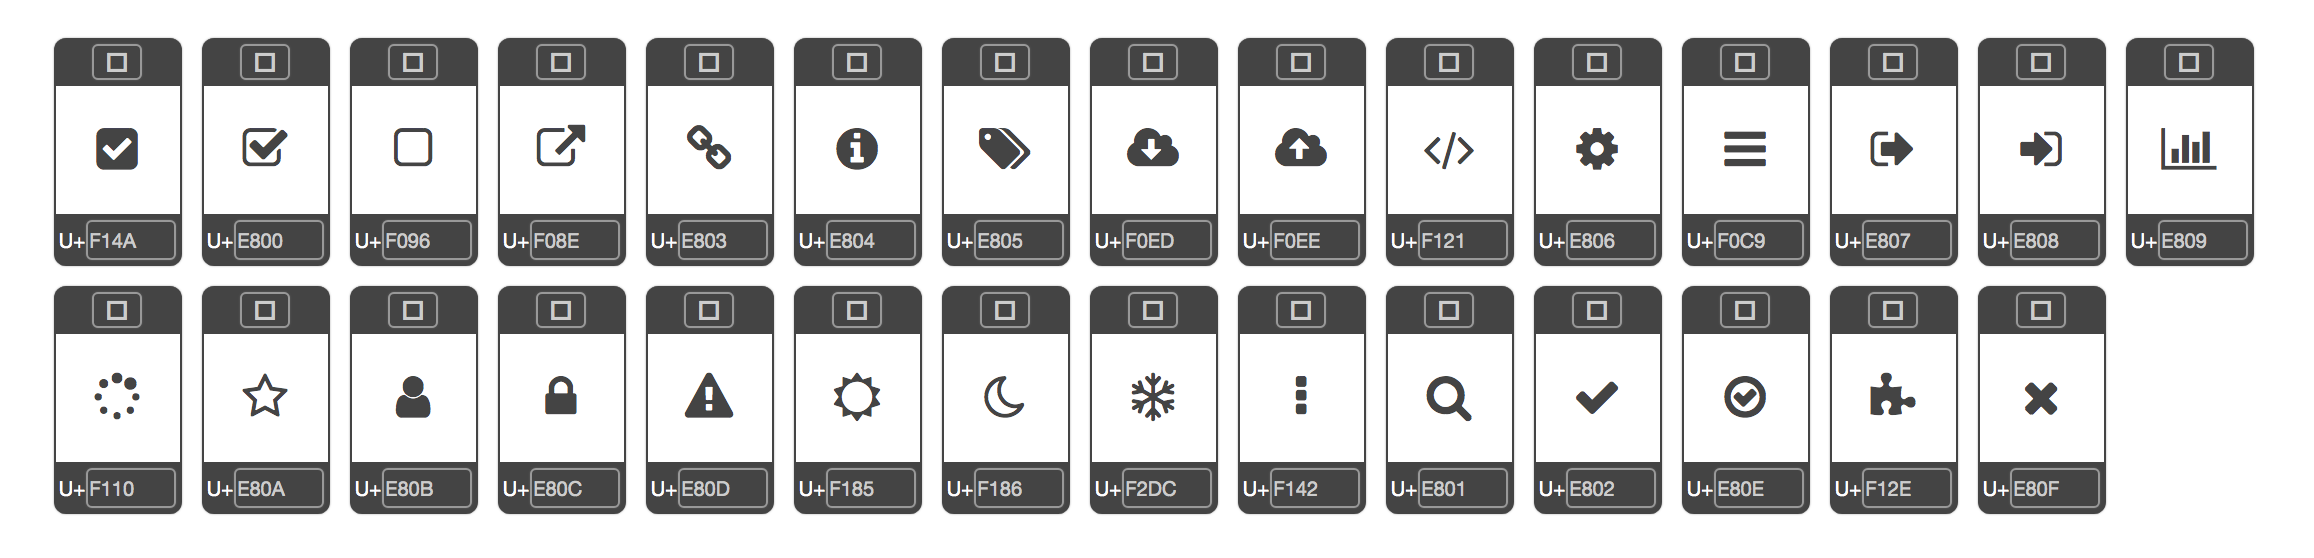 U+ F14A U+ E800 U+ F096 U+ F08E U+ E803 U+ E804 U+ E805 U+ F0ED U+ F0EE U+ F121 U+ E806 U+ F0C9 U+ E807 U+ E808 U+ E809
U+ F110 U+ E80A U+ E80B U+ E80C U+ E80D U+ F185 U+ F186 U+ F2DC U+ F142 U+ E801 U+ E802 U+ E80E U+ F12E U+ E80F